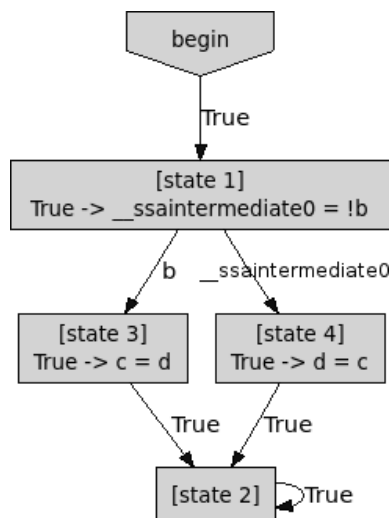 begin
True
[state 1]
True -> __ssaintermediate0 = !b
b
__ssaintermediate0
[state 3]
True -> c = d
[state 4]
True -> d = c
True
True
[state 2]
True